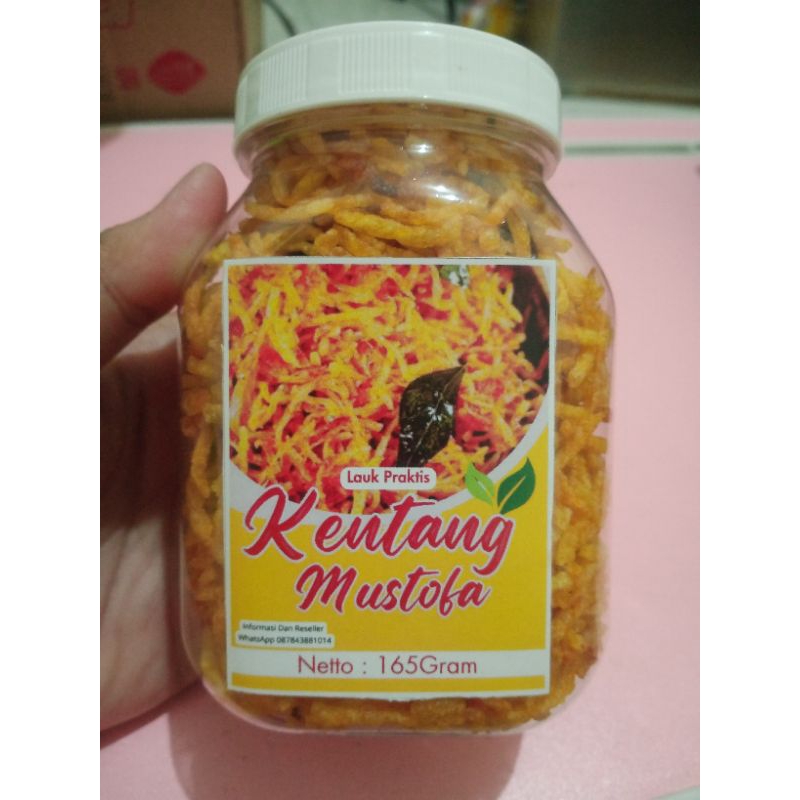 Lauk Praktis
Kentang
Mustofa
Informasi Dan Reseller
WhatsApp 087843881014
Netto : 165Gram